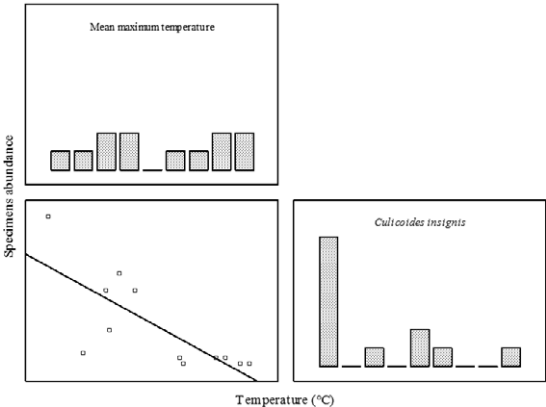 Mean maximum temperature
Specimens abundance
Culicoides insignis
Temperature (°C)